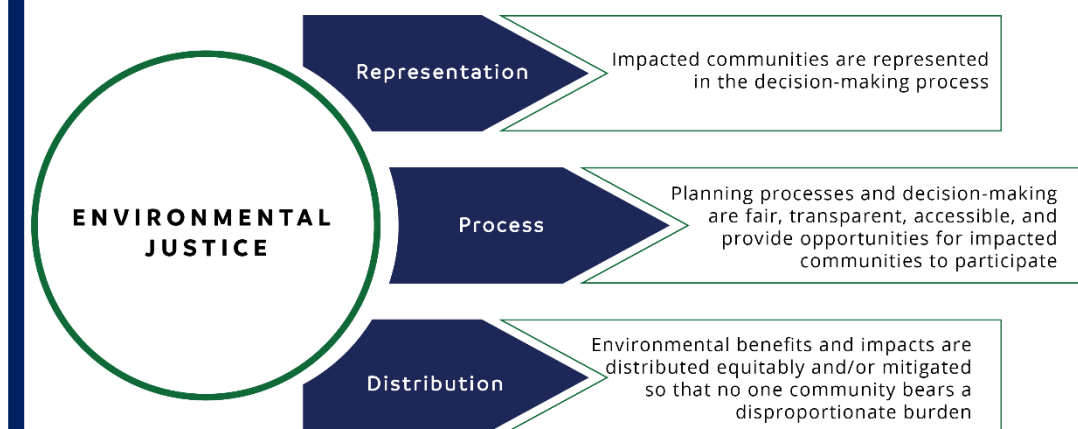 ENVIRONMENTAL
JUSTICE
Representation
Impacted communities are represented
in the decision-making process
Process
Planning processes and decision-making
are fair, transparent, accessible, and
provide opportunities for impacted
communities to participate
Distribution
Environmental benefits and impacts are
distributed equitably and/or mitigated
so that no one community bears a
disproportionate burden